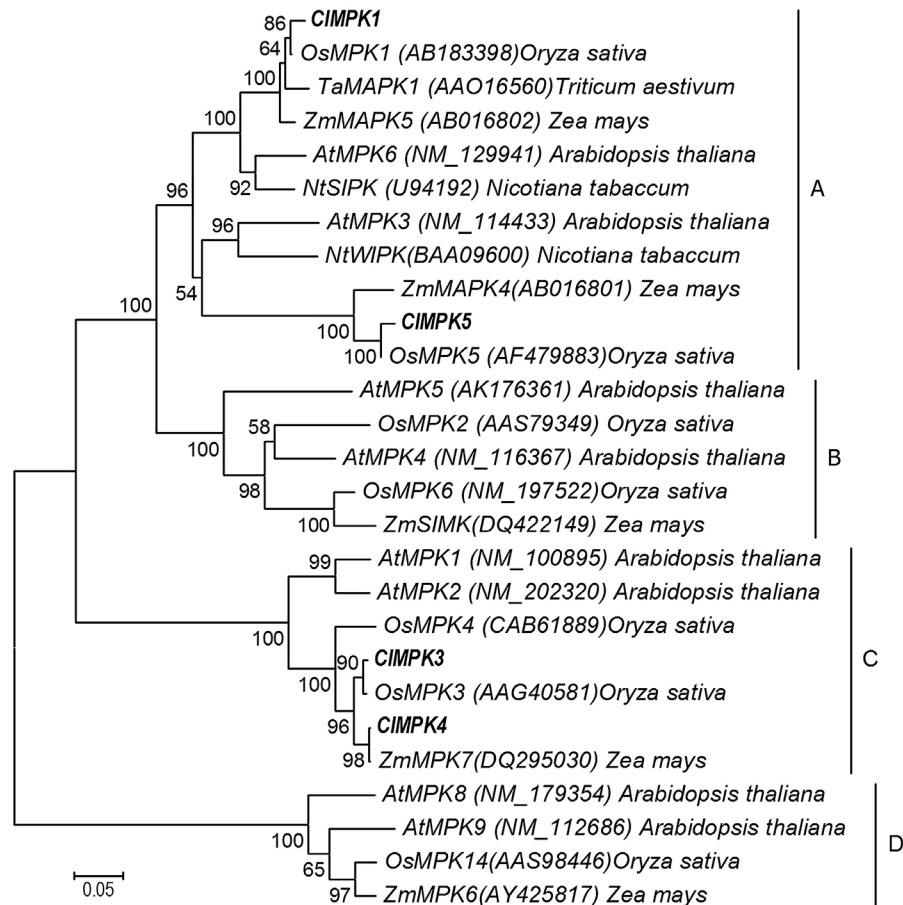 86
CIMPK1
64
OsMPK1 (AB183398)Oryza sativa
100
TaMAPK1 (AAO16560)Triticum aestivum
100
ZmMAPK5 (AB016802) Zea mays
AtMPK6 (NM_129941) Arabidopsis thaliana
96
92
NtSIPK (U94192) Nicotiana tabaccum
A
96
AtMPK3 (NM_114433) Arabidopsis thaliana
NtWIPK(BAA09600) Nicotiana tabaccum
54
ZmMAPK4(AB016801) Zea mays
100
100
CIMPK5
100
OsMPK5 (AF479883)Oryza sativa
AtMPK5 (AK176361) Arabidopsis thaliana
58
OsMPK2 (AAS79349) Oryza sativa
100
AtMPK4 (NM_116367) Arabidopsis thaliana
B
98
OsMPK6 (NM_197522)Oryza sativa
100
ZmSIMK(DQ422149) Zea mays
99
AtMPK1 (NM_100895) Arabidopsis thaliana
AtMPK2 (NM_202320) Arabidopsis thaliana
100
OsMPK4 (CAB61889)Oryza sativa
90
CIMPK3
C
100
OsMPK3 (AAG40581)Oryza sativa
96
CIMPK4
98
ZmMPK7(DQ295030) Zea mays
AtMPK8 (NM_179354) Arabidopsis thaliana
100
AtMPK9 (NM_112686) Arabidopsis thaliana
D
65
OsMPK14(AAS98446)Oryza sativa
97
ZmMPK6(AY425817) Zea mays
0.05